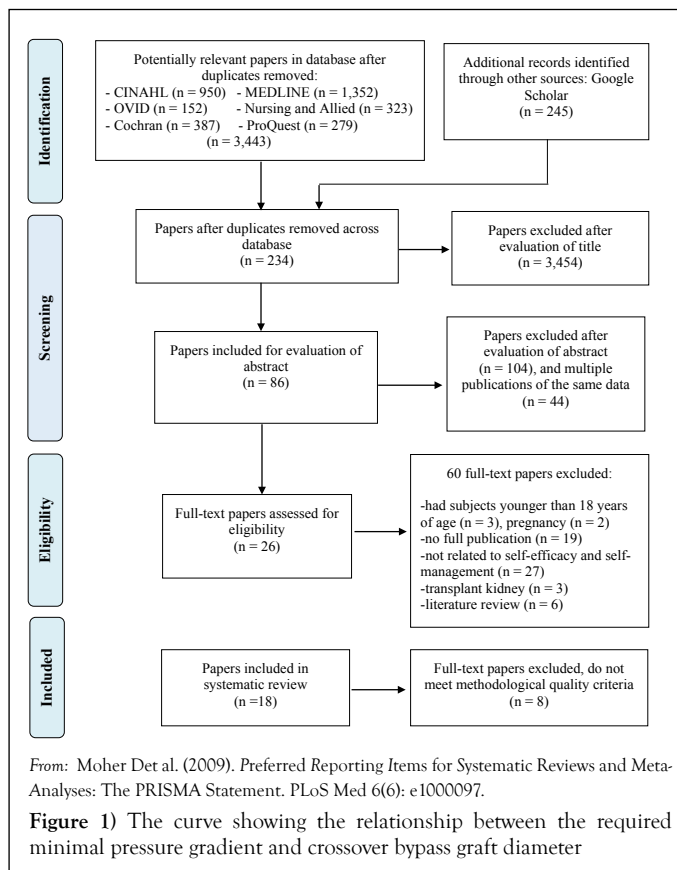 Identification
Potentially relevant papers in database after
duplicates removed:
- CINAHL (n = 950) - MEDLINE (n = 1,352)
- OVID (n = 152) - Nursing and Allied (n = 323)
- Cochran (n = 387) - ProQuest (n = 279)
(n = 3,443)
Additional records identified
through other sources: Google
Scholar
(n = 245)
Screening
Papers after duplicates removed across
database
(n = 234)
Papers excluded after
evaluation of title
(n = 3,454)
Papers included for evaluation of
abstract
(n = 86)
Papers excluded after
evaluation of abstract
(n = 104), and multiple
publications of the same data
(n = 44)
Eligibility
Full-text papers assessed for
eligibility
(n = 26)
60 full-text papers excluded:
-had subjects younger than 18 years
of age (n = 3), pregnancy (n = 2)
-no full publication (n = 19)
-not related to self-efficacy and self-
management (n = 27)
-transplant kidney (n = 3)
-literature review (n = 6)
Included
Papers included in
systematic review
(n =18)
Full-text papers excluded, do not
meet methodological quality criteria
(n = 8)
From: Moher Det al. (2009). Preferred Reporting Items for Systematic Reviews and Meta-
Analyses: The PRISMA Statement. PLoS Med 6(6): e1000097.
Figure 1) The curve showing the relationship between the required
minimal pressure gradient and crossover bypass graft diameter